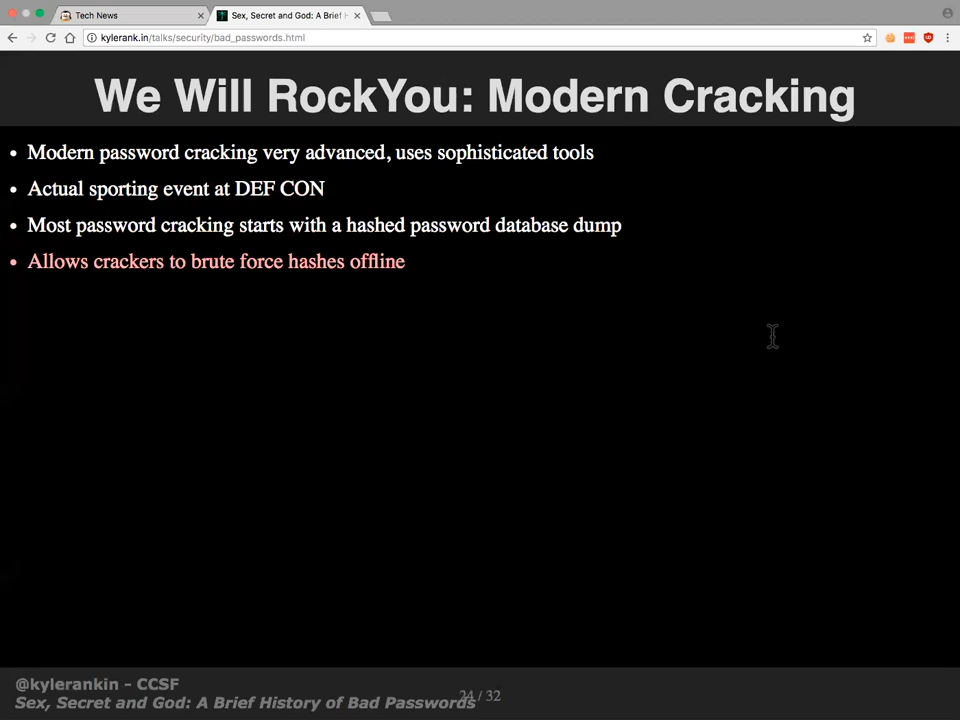 Tech News
Sex, Secret and God: A Brief H
kylerank.in/talks/security/bad_passwords.html
We Will RockYou: Modern Cracking
• Modern password cracking very advanced, uses sophisticated tools
• Actual sporting event at DEF CON
• Most password cracking starts with a hashed password database dump
• Allows crackers to brute force hashes offline
@kylerankin – CCSF
Sex, Secret and God: A Brief History of Bad Passwords
24 / 32